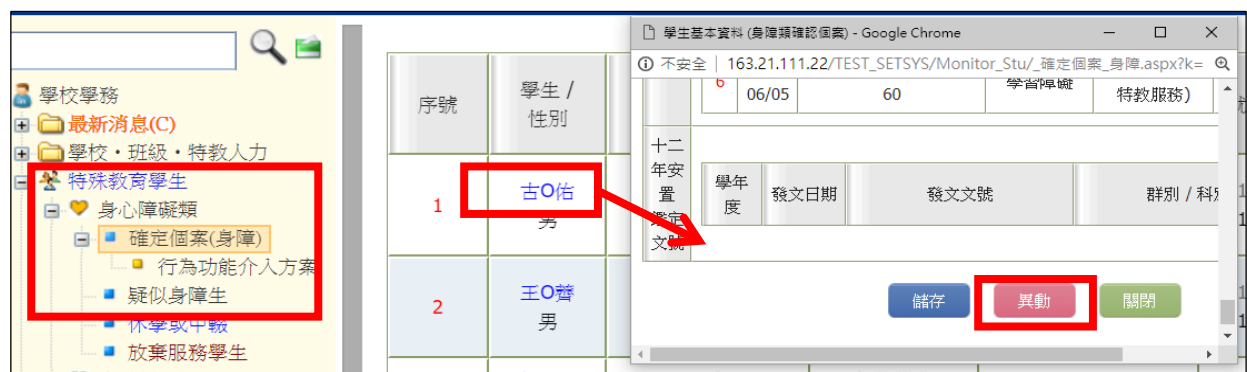 學校學務
最新消息(C)
學校‧班級‧特教人力
特殊教育學生
身心障礙類
確定個案(身障)
行為功能介入方案
疑似身障生
休學或中輟
放棄服務學生
序號
學生 /
性別
1
古O佑
男
2
王O薺
男
學生基本資料 (身障類確認個案) - Google Chrome
不安全 | 163.21.111.22/TEST_SETSYS/Monitor_Stu/_確定個案_身障.aspx?k=
6
06/05
60
學習障礙
特教服務)
十二
年安
置
鑑定
文號
學年
度
發文日期
發文文號
群別 / 科別
儲存
異動
關閉